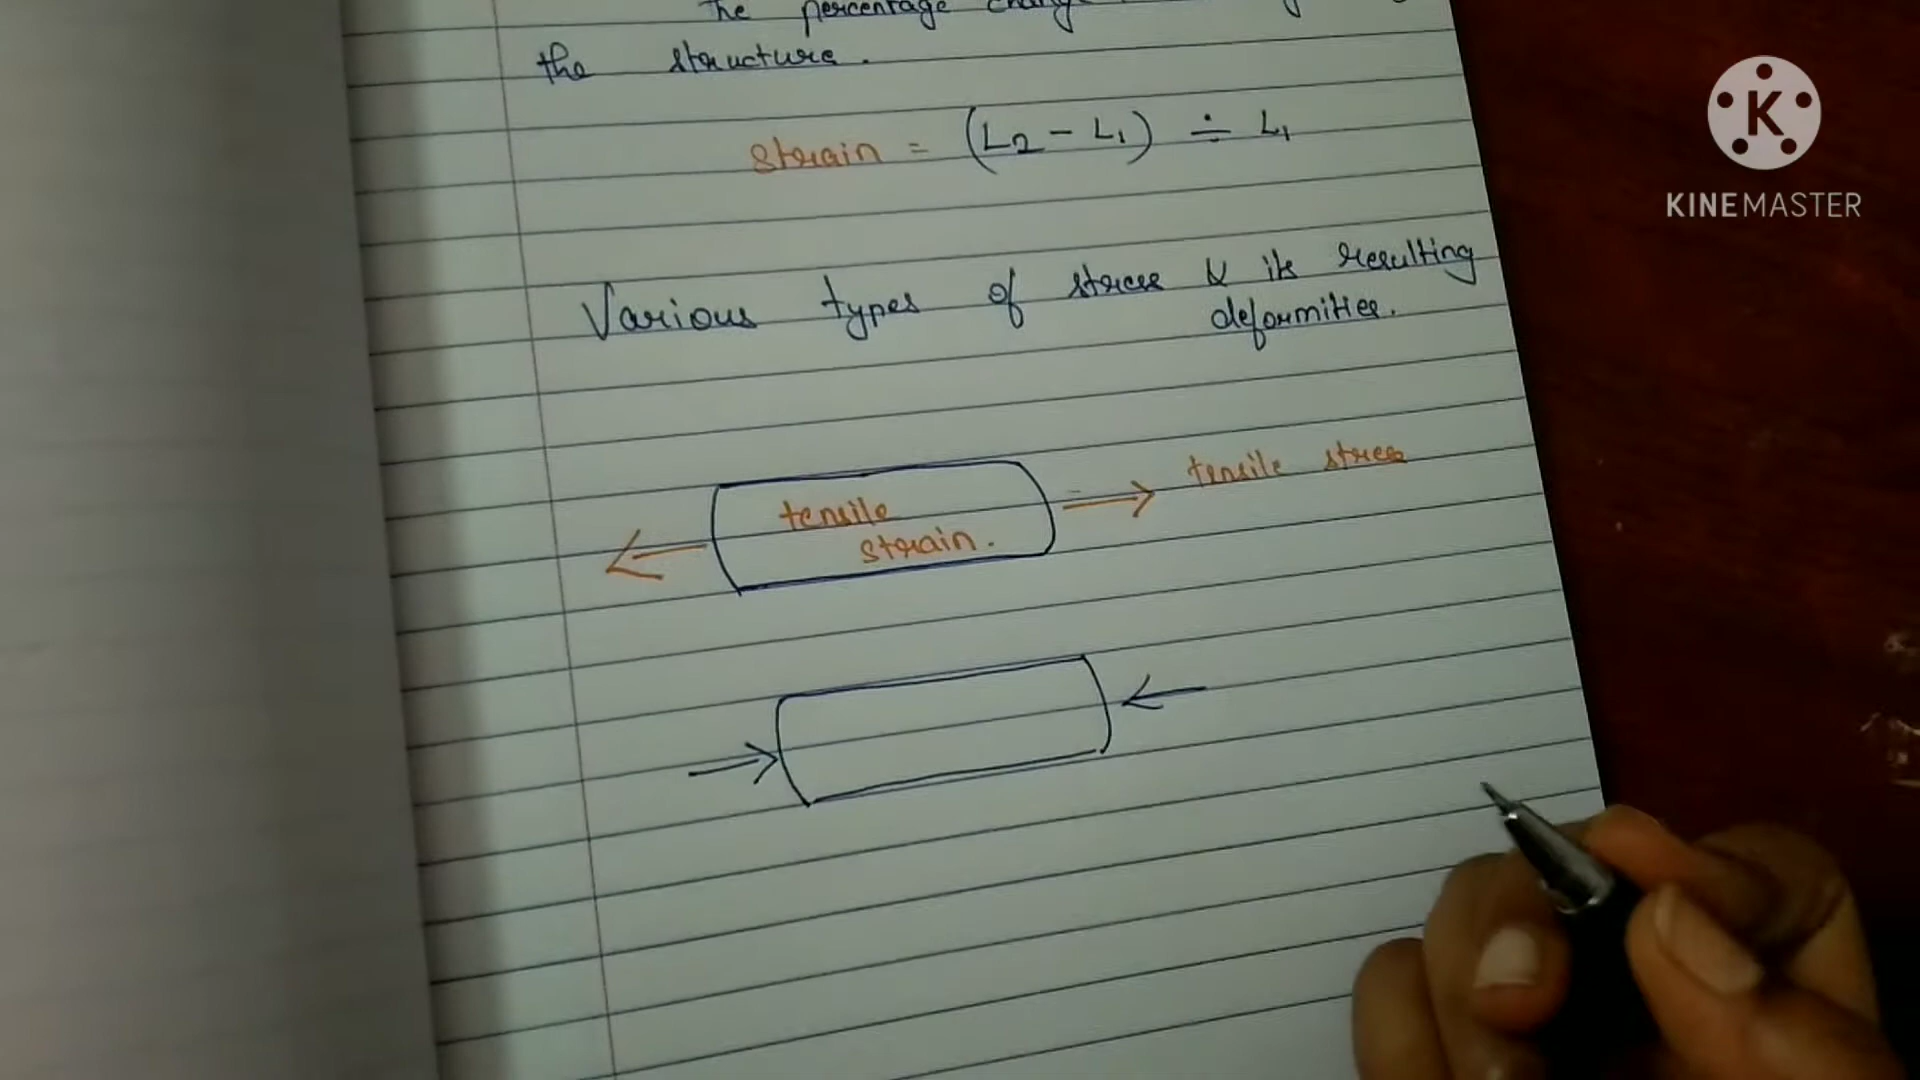 The percentage
the structure.
strain = (L2 - L1) ÷ L1
Various types of stress & its resulting
deformities.
tensile stress
tensile
strain.
K
KINEMASTER